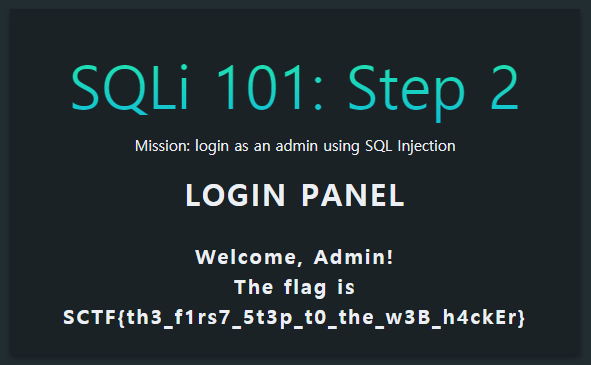 SQLi 101: Step 2
Mission: login as an admin using SQL Injection
LOGIN PANEL
Welcome, Admin!
The flag is
SCTF{th3_f1rs7_5t3p_t0_the_w3B_h4ckEr}